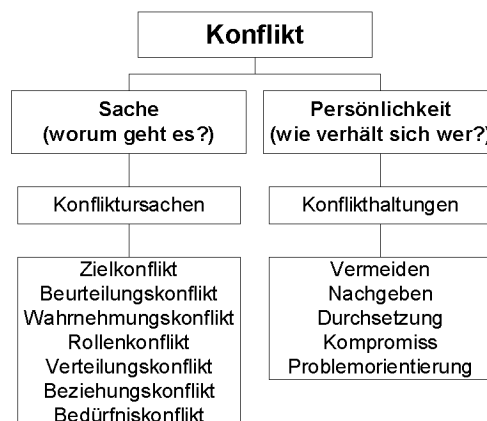 Konflikt
Sache
(worum geht es?)
Persönlichkeit
(wie verhält sich wer?)
Konfliktursachen
Konflikthaltungen
Zielkonflikt
Beurteilungskonflikt
Wahrnehmungskonflikt
Rollenkonflikt
Verteilungskonflikt
Beziehungskonflikt
Bedürfniskonflikt
Vermeiden
Nachgeben
Durchsetzung
Kompromiss
Problemorientierung